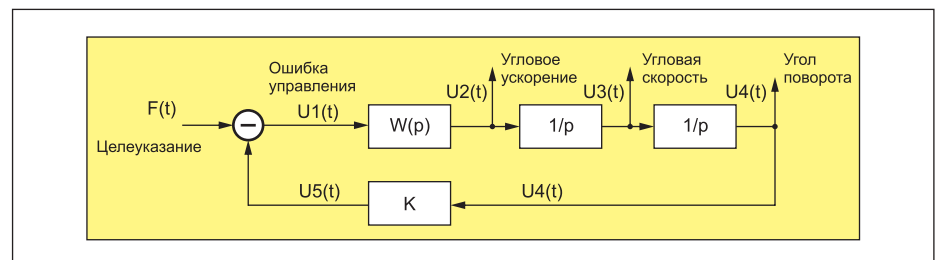 Ошибка
управления
Угловое
ускорение
Угловая
скорость
Угол
поворота
F(t)
U1(t)
U2(t)
U3(t)
U4(t)
W(p)
1/p
1/p
Целеуказание
U5(t)
K
U4(t)